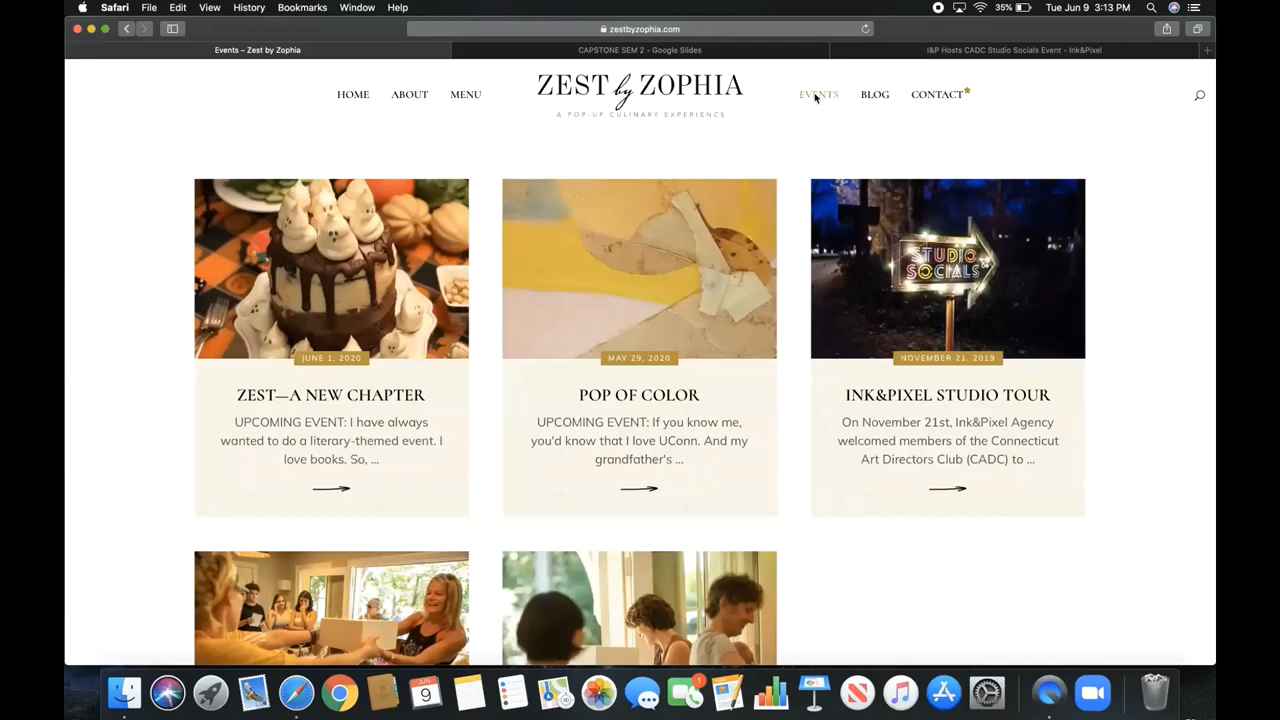 Safari File Edit View History Bookmarks Window Help 35% Tue Jun 9 3:13 PM
zestbyzophia.com
Events – Zest by Zophia CAPSTONE SEM 2 - Google Slides I&P Hosts CADC Studio Socials Event - Ink&Pixel
HOME ABOUT MENU ZEST by ZOPHIA EVENTS BLOG CONTACT
A POP-UP CULINARY EXPERIENCE
STUDIO
SOCIALS
JUNE 1, 2020
ZEST—A NEW CHAPTER
UPCOMING EVENT: I have always
wanted to do a literary-themed event. I
love books. So, ...
MAY 29, 2020
POP OF COLOR
UPCOMING EVENT: If you know me,
you'd know that I love UConn. And my
grandfather's ...
NOVEMBER 21, 2019
INK&PIXEL STUDIO TOUR
On November 21st, Ink&Pixel Agency
welcomed members of the Connecticut
Art Directors Club (CADC) to ...
JUN
9
1